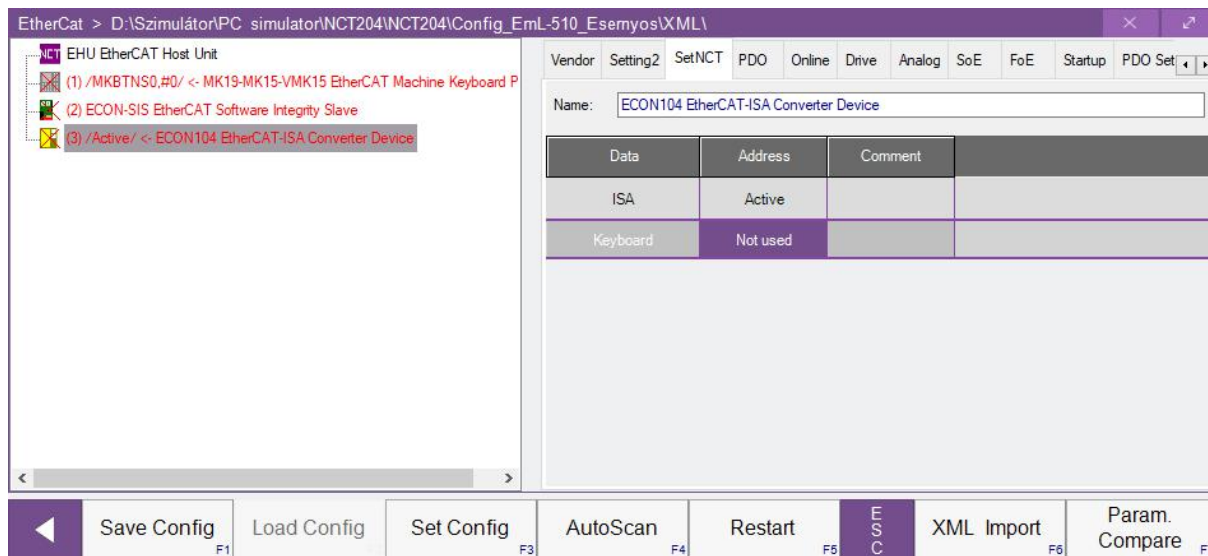 EtherCat > D:\Szimulátor\PC simulator\NCT204\NCT204\Config_EmL-510_Esemyos\XML\
NCT EHU EtherCAT Host Unit
(1) /MKBTNS0,#0/ <- MK19-MK15-VMK15 EtherCAT Machine Keyboard P
(2) ECON-SIS EtherCAT Software Integrity Slave
(3) /Active/ <- ECON104 EtherCAT-ISA Converter Device
Vendor Setting2 SetNCT PDO Online Drive Analog SoE FoE Startup PDO Set
Name: ECON104 EtherCAT-ISA Converter Device
Data Address Comment
ISA Active
Keyboard Not used
Save Config F1 Load Config Set Config F3 AutoScan F4 Restart F5 ESC XML Import F6 Param. Compare F